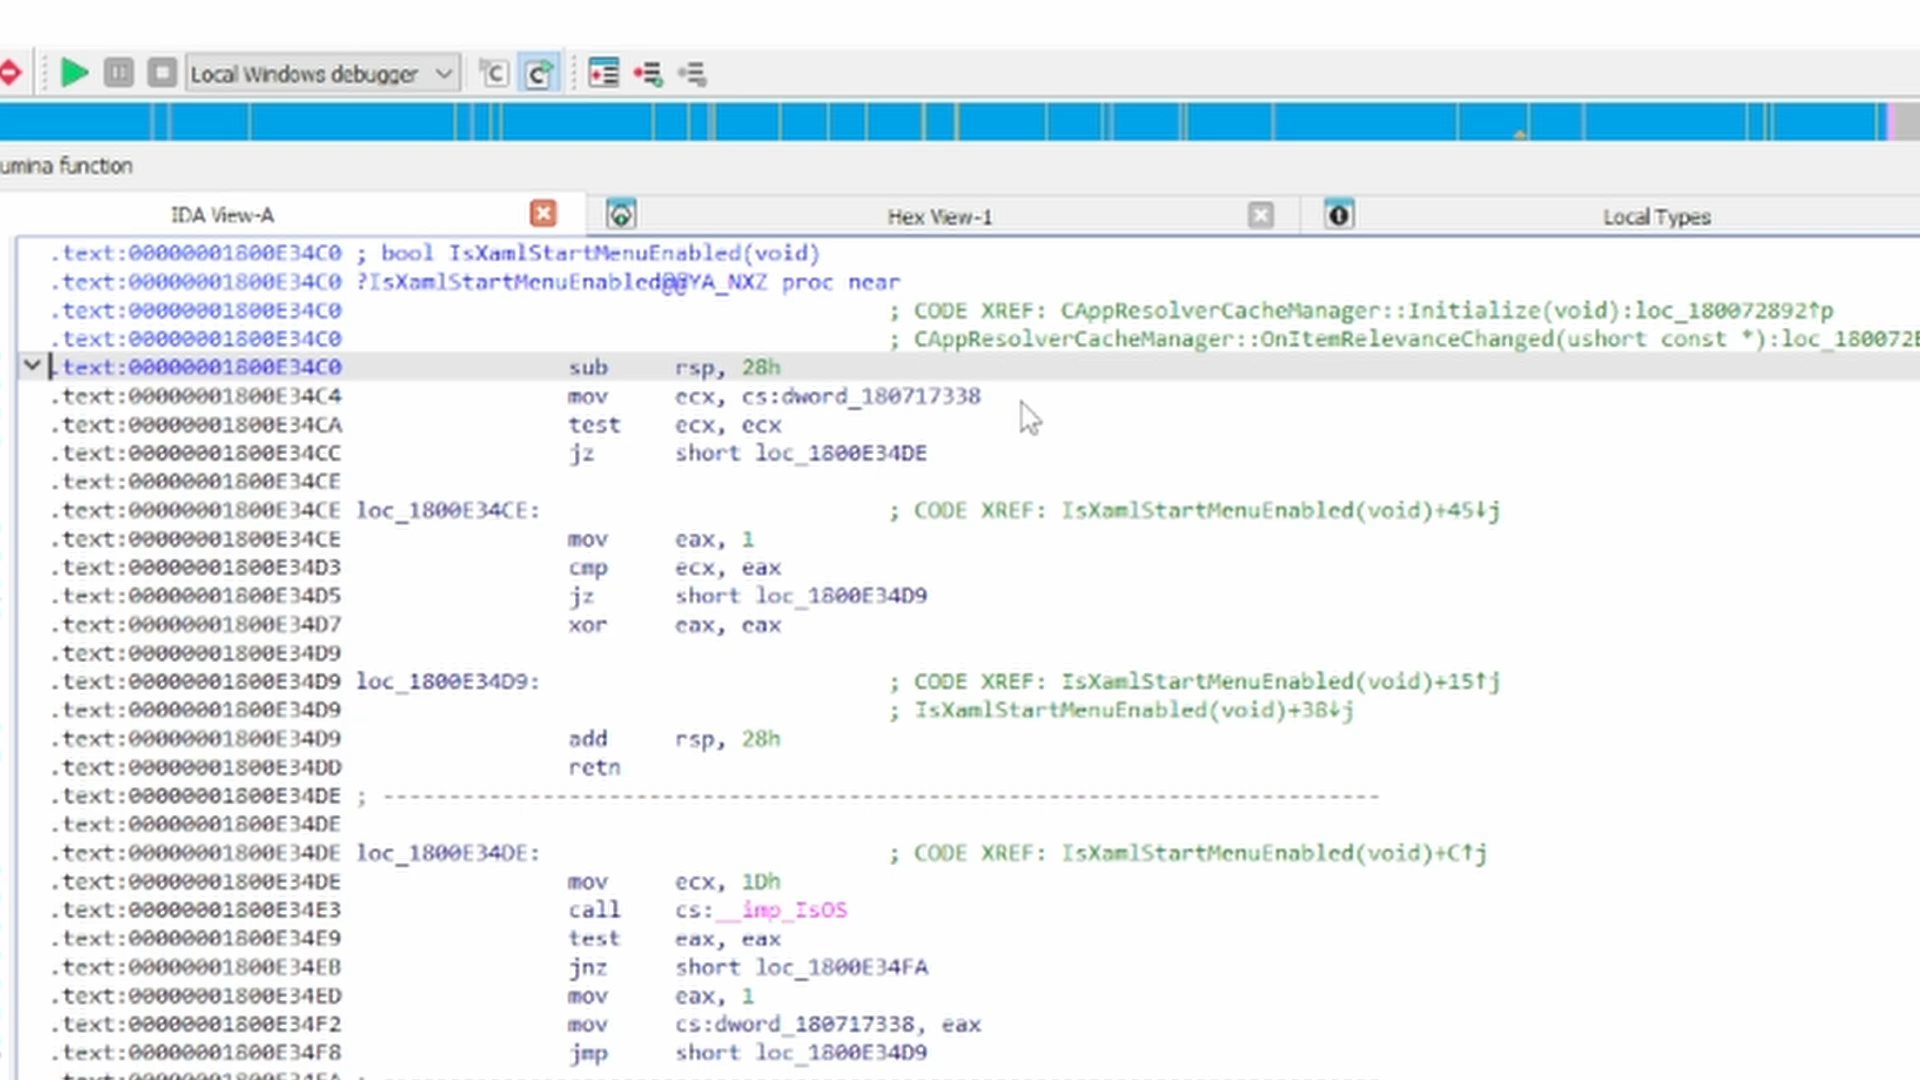 Local Windows debugger
umina function
IDA View-A
Hex View-1
Local Types
.text:00000001800E34C0 ; bool IsXamlStartMenuEnabled(void)
.text:00000001800E34C0 ?IsXamlStartMenuEnabled@@YA_NXZ proc near
.text:00000001800E34C0 ; CODE XREF: CAppResolverCacheManager::Initialize(void):loc_180072892↑p
.text:00000001800E34C0 ; CAppResolverCacheManager::OnItemRelevanceChanged(ushort const *):loc_180072E
.text:00000001800E34C0 sub rsp, 28h
.text:00000001800E34C4 mov ecx, cs:dword_180717338
.text:00000001800E34CA test ecx, ecx
.text:00000001800E34CC jz short loc_1800E34DE
.text:00000001800E34CE
.text:00000001800E34CE loc_1800E34CE: ; CODE XREF: IsXamlStartMenuEnabled(void)+45↓j
.text:00000001800E34CE mov eax, 1
.text:00000001800E34D3 cmp ecx, eax
.text:00000001800E34D5 jz short loc_1800E34D9
.text:00000001800E34D7 xor eax, eax
.text:00000001800E34D9
.text:00000001800E34D9 loc_1800E34D9: ; CODE XREF: IsXamlStartMenuEnabled(void)+15↑j
.text:00000001800E34D9 ; IsXamlStartMenuEnabled(void)+38↓j
.text:00000001800E34D9 add rsp, 28h
.text:00000001800E34DD retn
.text:00000001800E34DE ; ---------------------------------------------------------------------------
.text:00000001800E34DE
.text:00000001800E34DE loc_1800E34DE: ; CODE XREF: IsXamlStartMenuEnabled(void)+C↑j
.text:00000001800E34DE mov ecx, 1Dh
.text:00000001800E34E3 call cs:__imp_IsOS
.text:00000001800E34E9 test eax, eax
.text:00000001800E34EB jnz short loc_1800E34FA
.text:00000001800E34ED mov eax, 1
.text:00000001800E34F2 mov cs:dword_180717338, eax
.text:00000001800E34F8 jmp short loc_1800E34D9